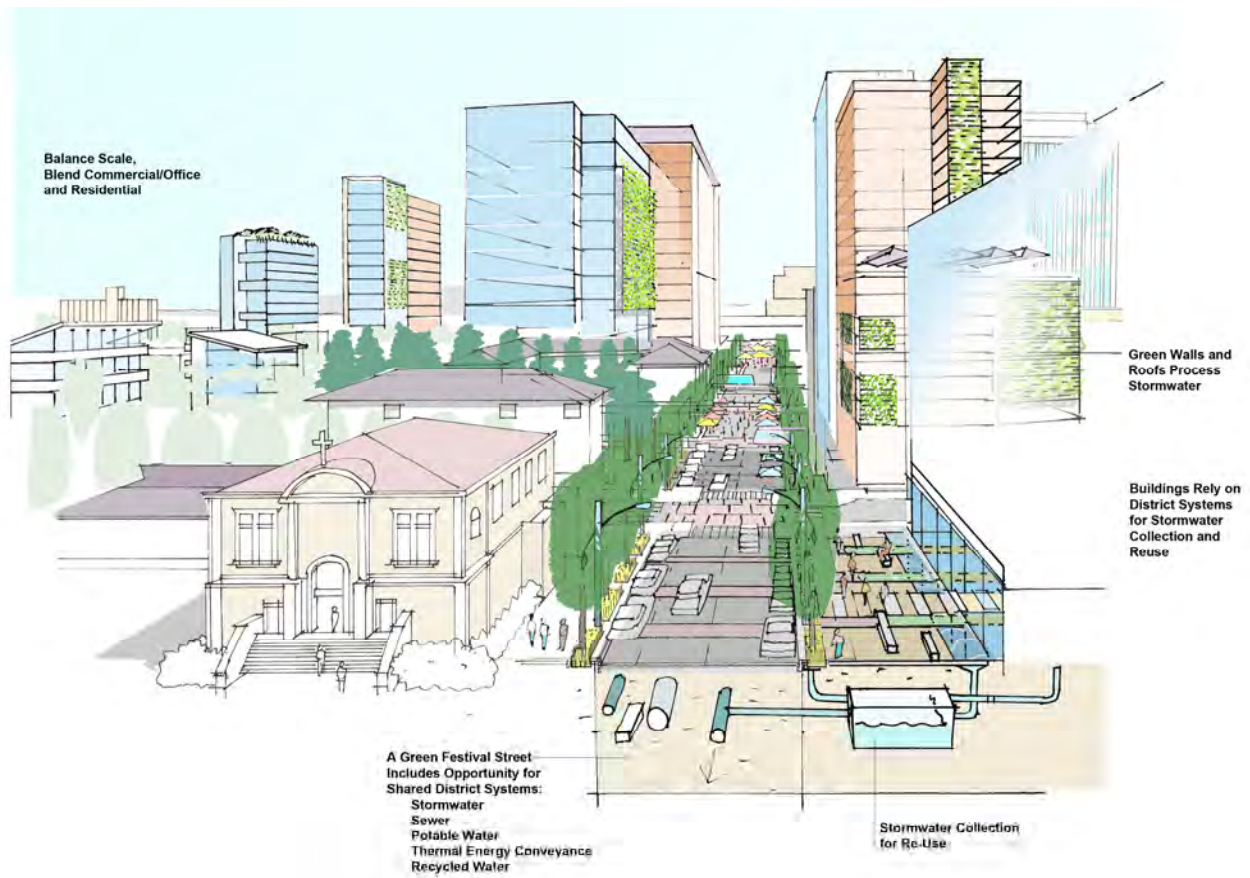 Balance Scale,
Blend Commercial/Office
and Residential
Green Walls and
Roofs Process
Stormwater
Buildings Rely on
District Systems
for Stormwater
Collection and
Reuse
A Green Festival Street
Includes Opportunity for
Shared District Systems:
Stormwater
Sewer
Potable Water
Thermal Energy Conveyance
Recycled Water
Stormwater Collection
for Re-Use